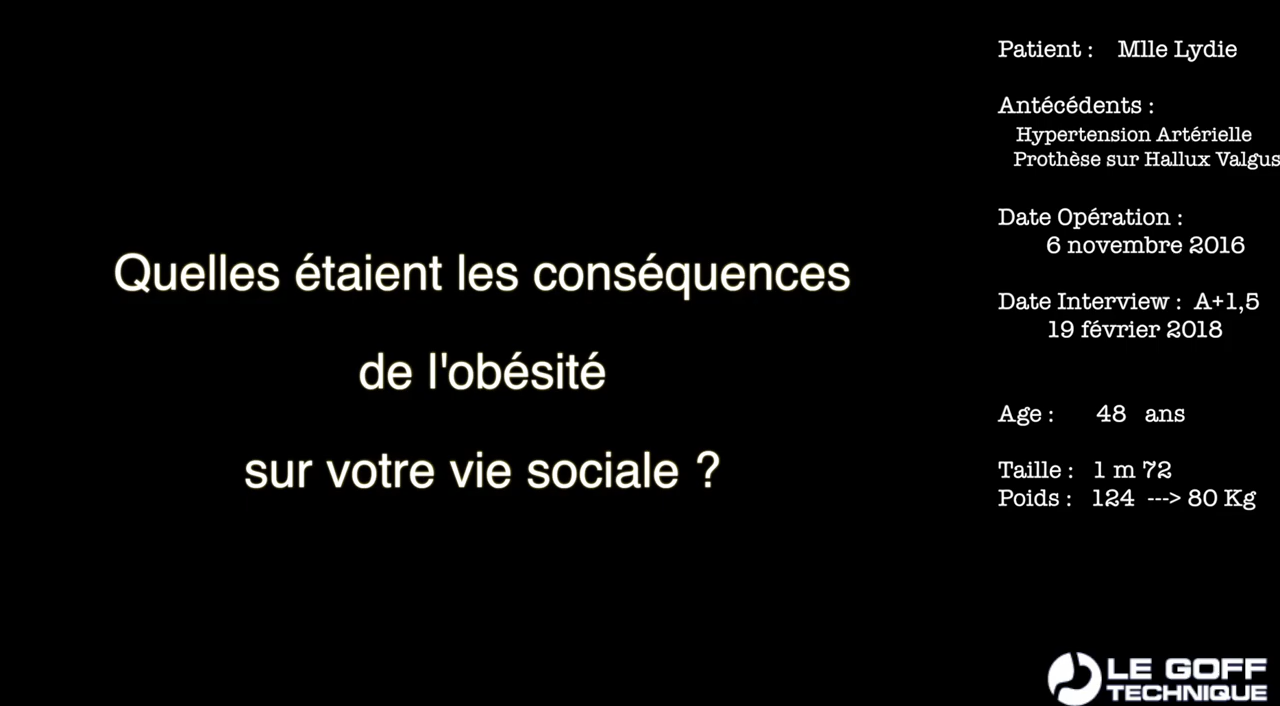 Quelles étaient les conséquences
de l'obésité
sur votre vie sociale ?
Patient : Mlle Lydie
Antécédents :
Hypertension Artérielle
Prothèse sur Hallux Valgus
Date Opération :
6 novembre 2016
Date Interview : A+1,5
19 février 2018
Age : 48 ans
Taille : 1 m 72
Poids : 124 ---> 80 Kg
LE GOFF
TECHNIQUE